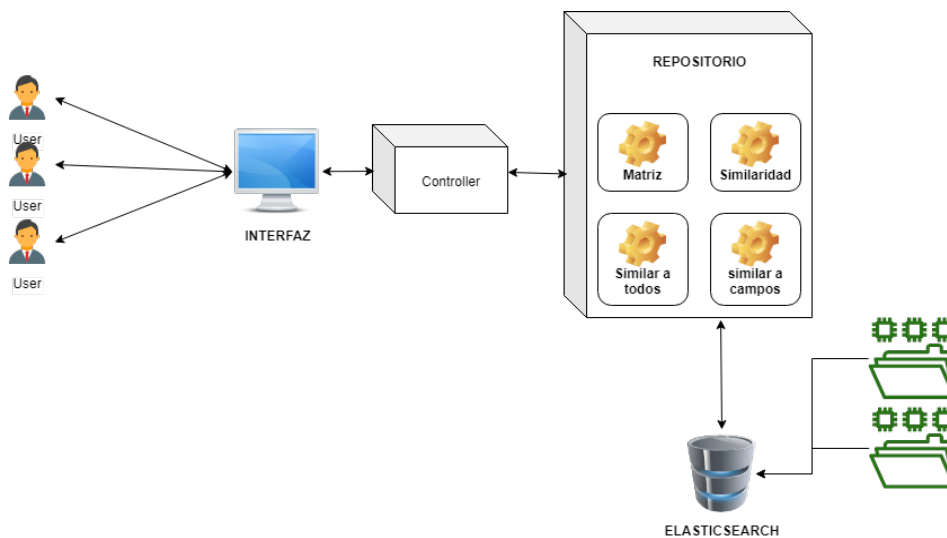 User
User
User
INTERFAZ
Controller
REPOSITORIO
Matriz
Similaridad
Similar a
todos
similar a
campos
ELASTICSEARCH